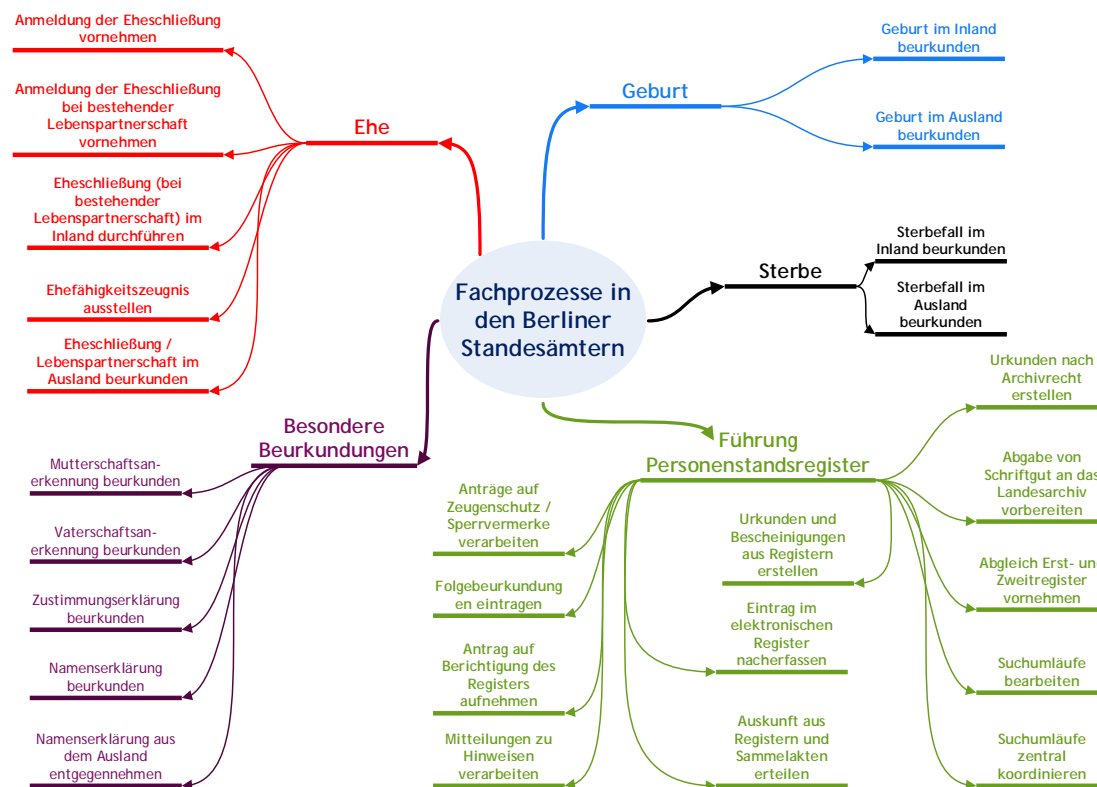 Anmeldung der Eheschließung
vornehmen
Anmeldung der Eheschließung
bei bestehender
Lebenspartnerschaft
vornehmen
Ehe
Eheschließung (bei
bestehender
Lebenspartnerschaft) im
Inland durchführen
Ehefähigkeitszeugnis
ausstellen
Eheschließung /
Lebenspartnerschaft im
Ausland beurkunden
Geburt
Geburt im Inland
beurkunden
Geburt im Ausland
beurkunden
Fachprozesse in
den Berliner
Standesämtern
Sterbe
Sterbefall im
Inland beurkunden
Sterbefall im
Ausland
beurkunden
Besondere
Beurkundungen
Mutterschaftsan-
erkennung beurkunden
Vaterschaftsan-
erkennung beurkunden
Zustimmungserklärung
beurkunden
Namenserklärung
beurkunden
Namenserklärung aus
dem Ausland
entgegennehmen
Führung
Personenstandsregister
Anträge auf
Zeugenschutz /
Sperrvermerke
verarbeiten
Folgebeurkundung
en eintragen
Antrag auf
Berichtigung des
Registers
aufnehmen
Mitteilungen zu
Hinweisen
verarbeiten
Urkunden und
Bescheinigungen
aus Registern
erstellen
Eintrag im
elektronischen
Register
nacherfassen
Auskunft aus
Registern und
Sammelakten
erteilen
Urkunden nach
Archivrecht
erstellen
Abgabe von
Schriftgut an das
Landesarchiv
vorbereiten
Abgleich Erst- un
Zweitregister
vornehmen
Suchumläufe
bearbeiten
Suchumläufe
zentral
koordinieren